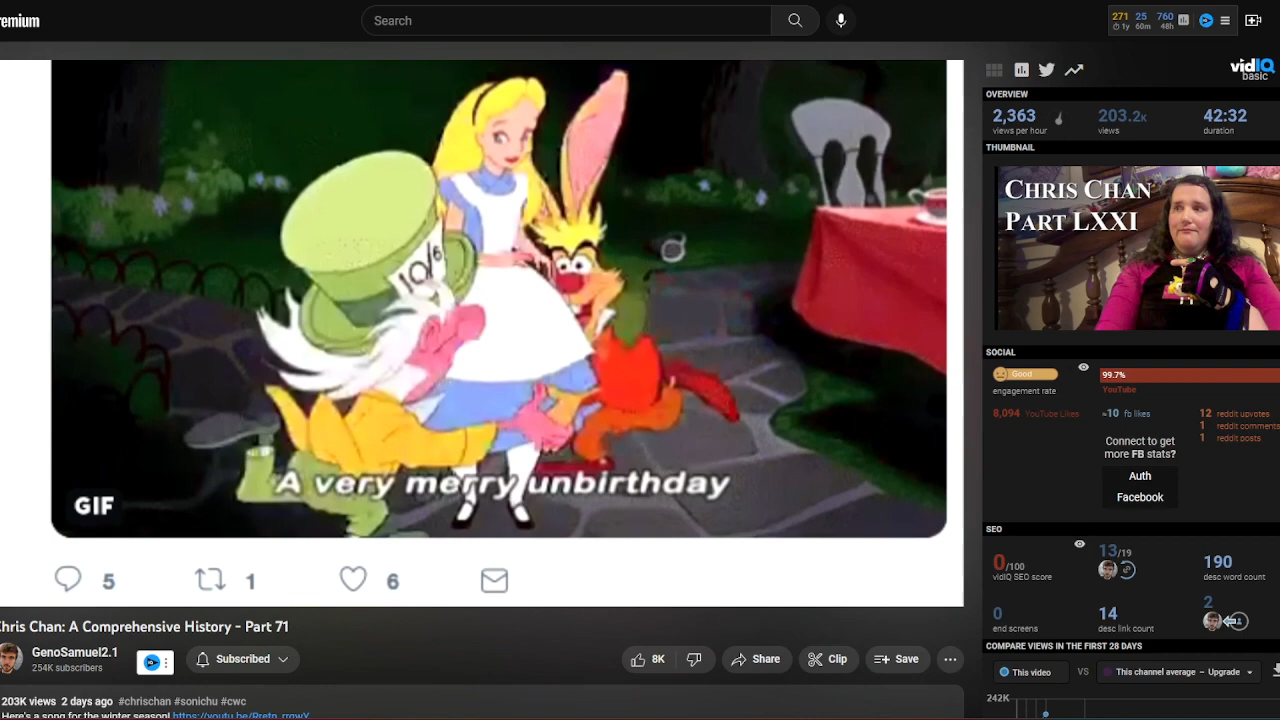 remium
Search
271 25 760
1y 60m 48h
vidIQ
basic
OVERVIEW
2,363 203.2K 42:32
views per hour views duration
THUMBNAIL
CHRIS CHAN
PART LXXI
10/6
A very merry unbirthday
GIF
5 1 6
SOCIAL
Good
99.7%
engagement rate
YouTube
8,094 YouTube Likes
≈10 fb likes
12 reddit upvotes
1 reddit comments
1 reddit posts
Connect to get
more FB stats?
Auth
Facebook
SEO
0/100
vidIQ SEO score
13/19
190
desc word count
0
end screens
14
desc link count
2
COMPARE VIEWS IN THE FIRST 28 DAYS
This video VS This channel average – Upgrade
242K
Chris Chan: A Comprehensive History - Part 71
GenoSamuel2.1
254K subscribers
Subscribed
8K Share Clip Save
203K views 2 days ago #chrischan #sonichu #cwc
Here's a song for the winter season!